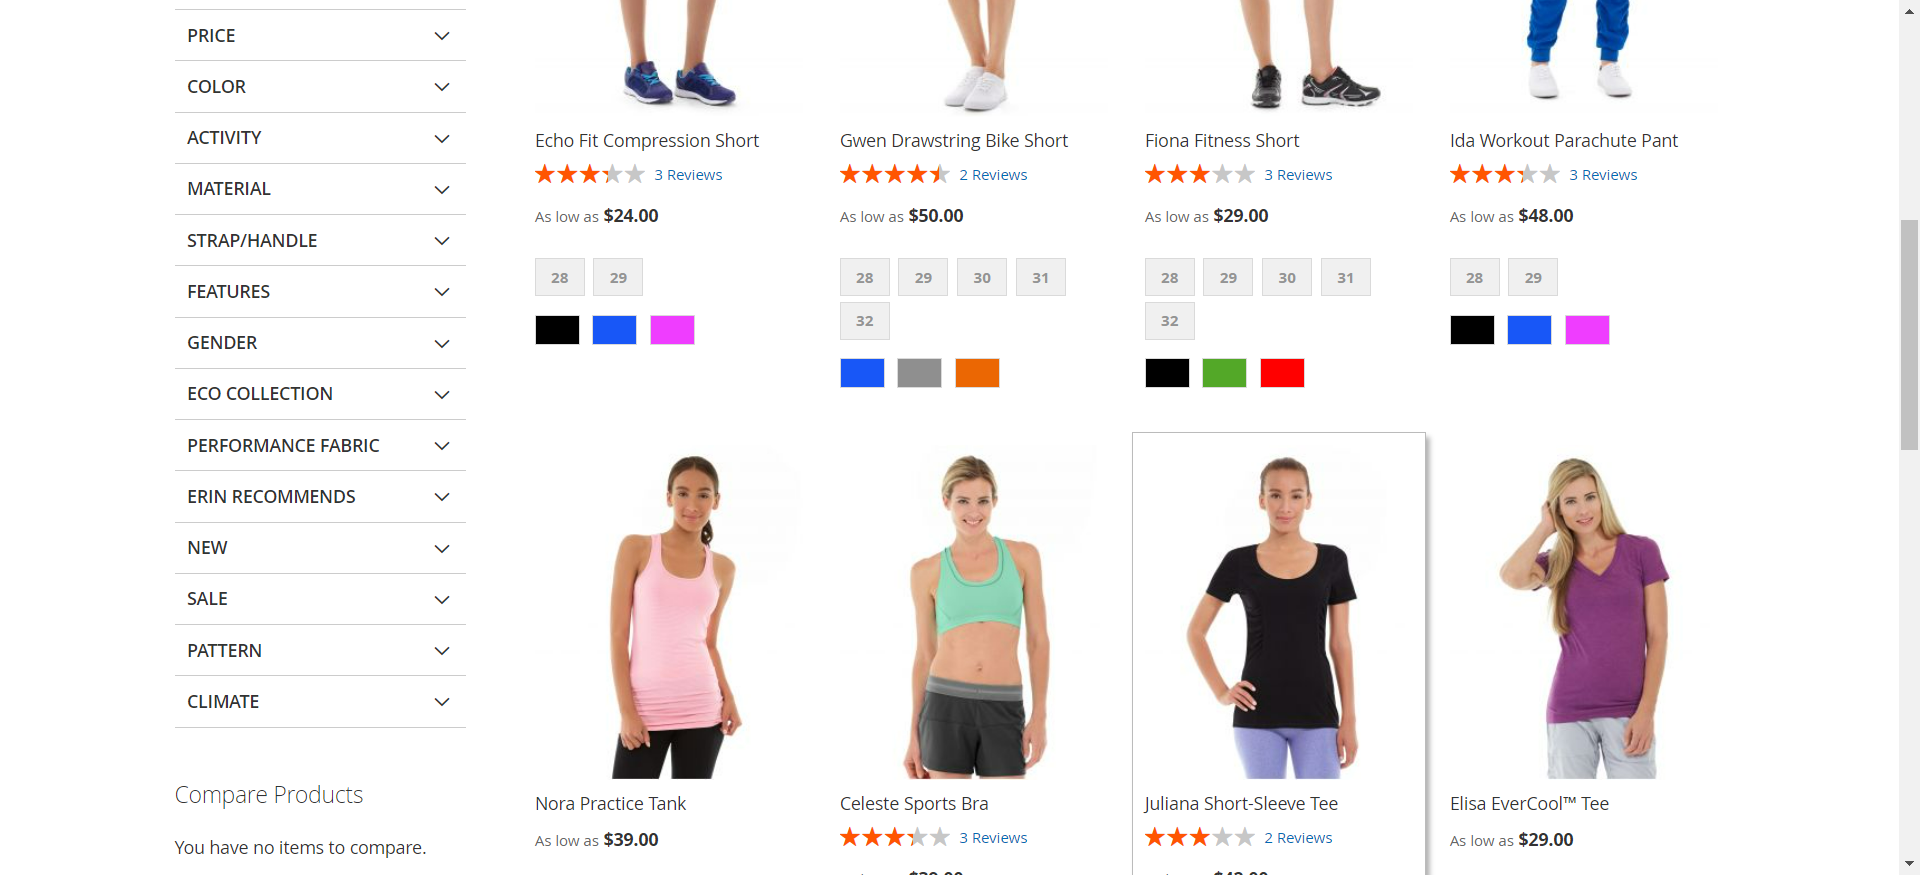 PRICE
COLOR
ACTIVITY
MATERIAL
STRAP/HANDLE
FEATURES
GENDER
ECO COLLECTION
PERFORMANCE FABRIC
ERIN RECOMMENDS
NEW
SALE
PATTERN
CLIMATE
Compare Products
You have no items to compare.
Echo Fit Compression Short
3 Reviews
As low as $24.00
28 29
Gwen Drawstring Bike Short
2 Reviews
As low as $50.00
28 29 30 31
32
Fiona Fitness Short
3 Reviews
As low as $29.00
28 29 30 31
32
Ida Workout Parachute Pant
3 Reviews
As low as $48.00
28 29
Nora Practice Tank
As low as $39.00
Celeste Sports Bra
3 Reviews
Juliana Short-Sleeve Tee
2 Reviews
Elisa EverCool™ Tee
As low as $29.00